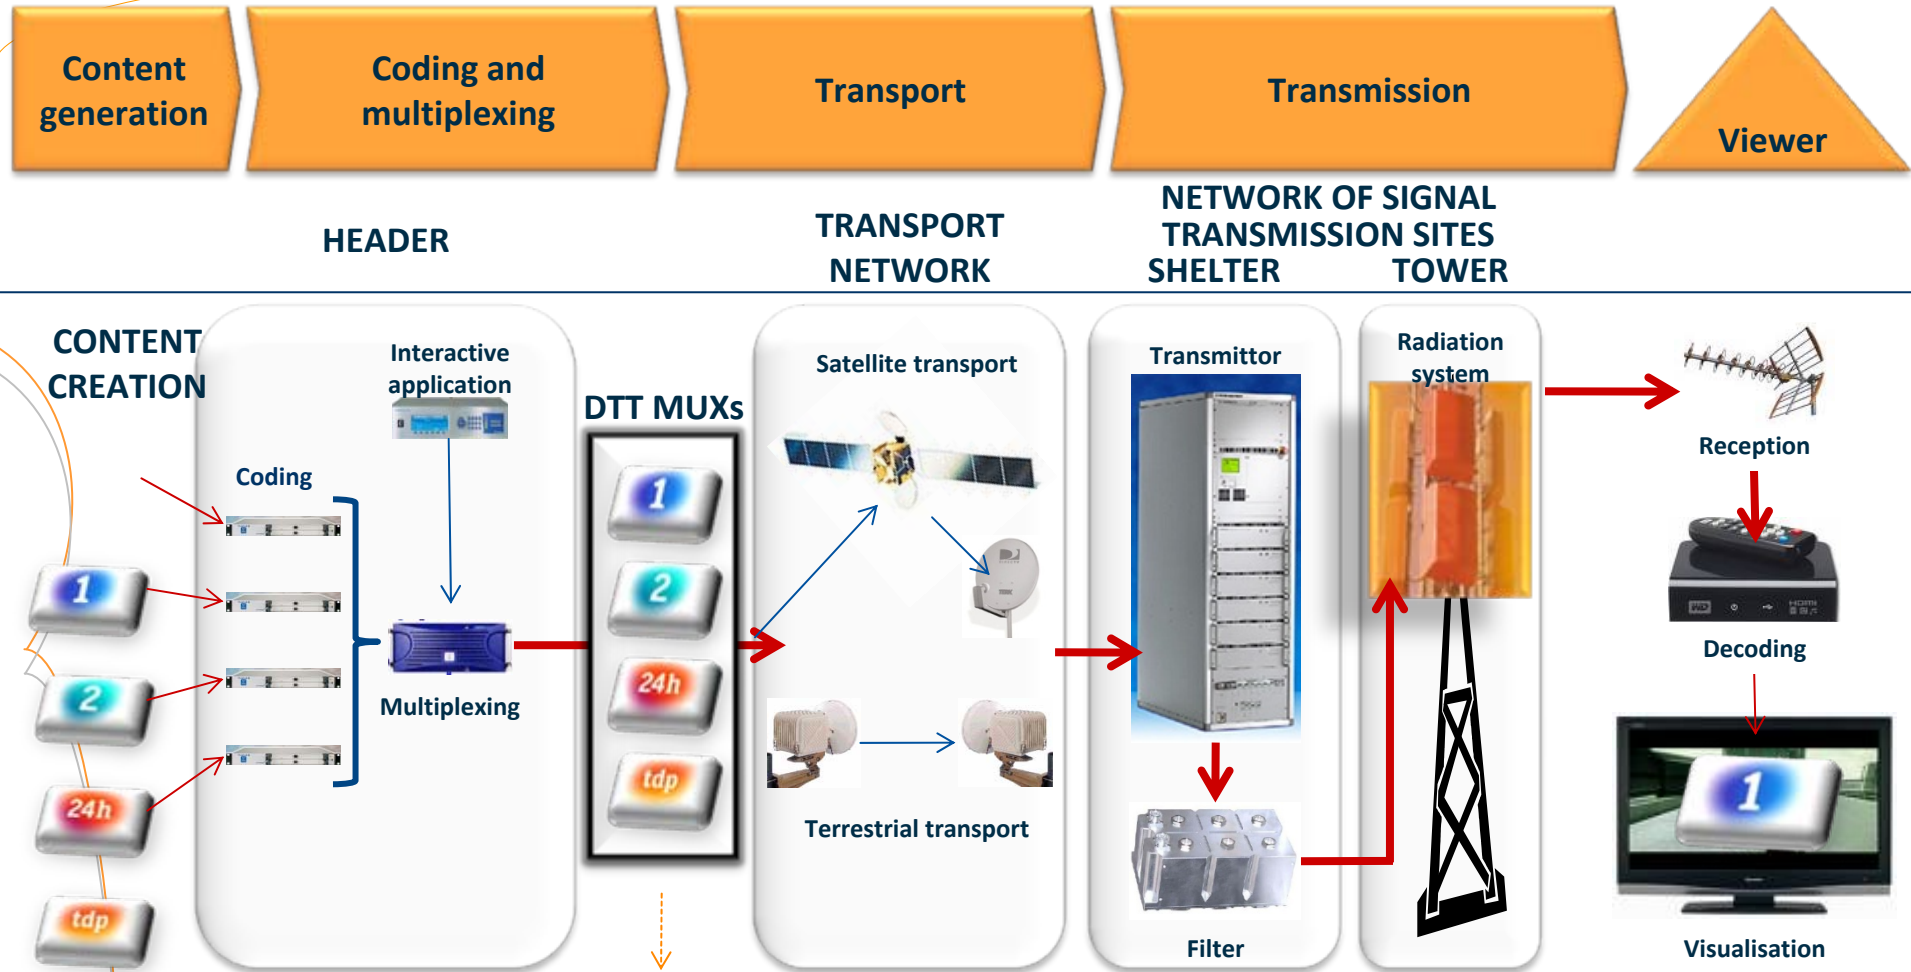 Content
generation
Coding and
multiplexing
Transport
Transmission
Viewer
HEADER
TRANSPORT
NETWORK
NETWORK OF SIGNAL
TRANSMISSION SITES
SHELTER
TOWER
CONTENT
CREATION
1
2
24h
tdp
Coding
Interactive
application
Multiplexing
DTT MUXs
1
2
24h
tdp
Satellite transport
Terrestrial transport
Transmittor
Filter
Radiation
system
Reception
WD
HDMI
Decoding
1
Visualisation